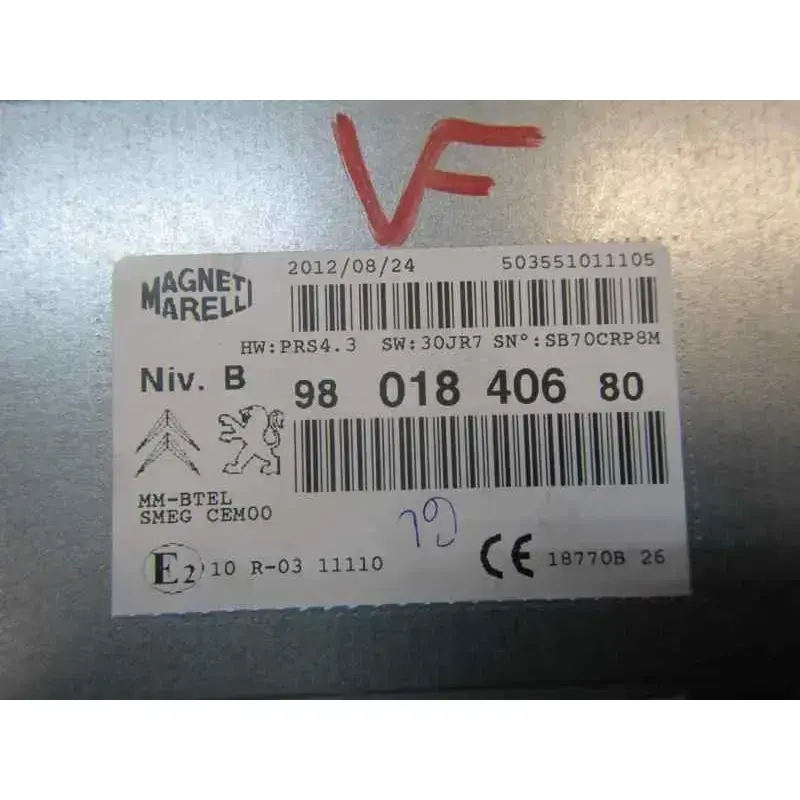 VF
2012/08/24 503551011105
MAGNETI
MARELLI
HW:PRS4.3 SW:30JR7 SN°:SB70CRP8M
Niv. B 98 018 406 80
MM-BTEL
SMEG CEM00
E2 10 R-03 11110 CE 18770B 26